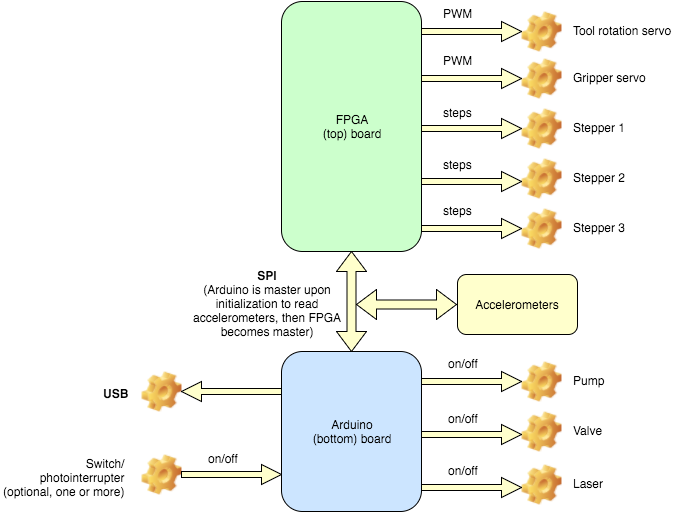 PWM
Tool rotation servo
PWM
Gripper servo
FPGA
(top) board
steps
Stepper 1
steps
Stepper 2
steps
Stepper 3
SPI
(Arduino is master upon
initialization to read
accelerometers, then FPGA
becomes master)
Accelerometers
USB
Arduino
(bottom) board
on/off
Pump
on/off
Valve
on/off
Laser
Switch/
photointerrupter
(optional, one or more)
on/off